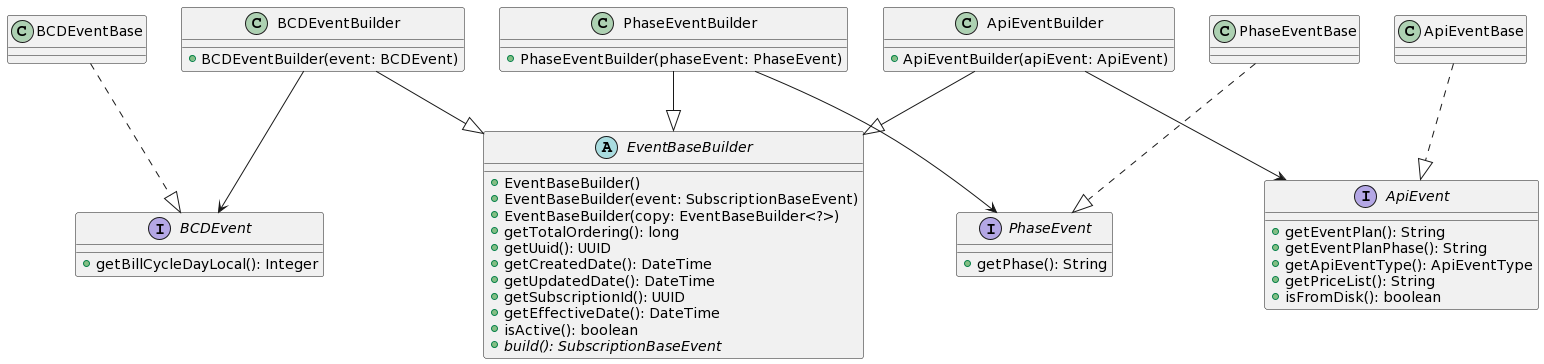 C BCDEventBase
C BCDEventBuilder
BCDEventBuilder(event: BCDEvent)
C PhaseEventBuilder
PhaseEventBuilder(phaseEvent: PhaseEvent)
C ApiEventBuilder
ApiEventBuilder(apiEvent: ApiEvent)
C PhaseEventBase
C ApiEventBase
A EventBaseBuilder
EventBaseBuilder()
EventBaseBuilder(event: SubscriptionBaseEvent)
EventBaseBuilder(copy: EventBaseBuilder<?>)
getTotalOrdering(): long
getUuid(): UUID
getCreatedDate(): DateTime
getUpdatedDate(): DateTime
getSubscriptionId(): UUID
getEffectiveDate(): DateTime
isActive(): boolean
build(): SubscriptionBaseEvent
I BCDEvent
getBillCycleDayLocal(): Integer
I PhaseEvent
getPhase(): String
I ApiEvent
getEventPlan(): String
getEventPlanPhase(): String
getApiEventType(): ApiEventType
getPriceList(): String
isFromDisk(): boolean